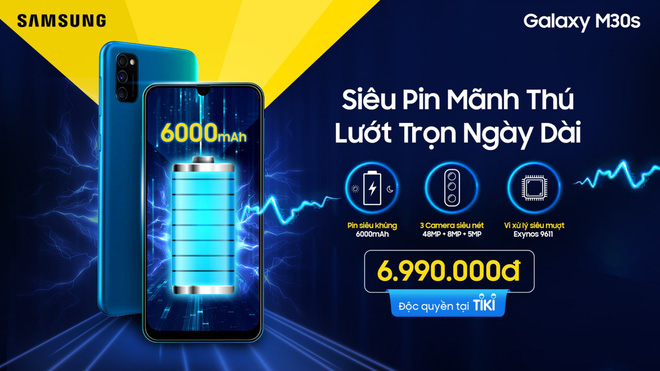 SAMSUNG
Galaxy M30s
6000mAh
Siêu Pin Mãnh Thú
Lướt Trọn Ngày Dài
Pin siêu khủng
6000mAh
3 Camera siêu nét
48MP + 8MP + 5MP
Vi xử lý siêu mượt
Exynos 9611
6.990.000đ
Độc quyền tại TIKI